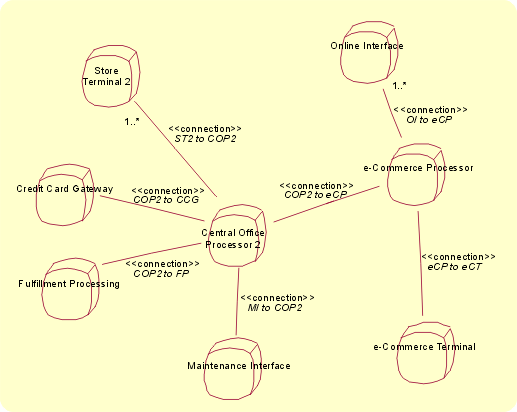 Online Interface
Store
Terminal 2
1..*
1..*
<<connection>>
OI to eCP
<<connection>>
ST2 to COP2
e-Commerce Processor
Credit Card Gateway
<<connection>>
COP2 to CCG
<<connection>>
COP2 to eCP
Central Office
Processor 2
<<connection>>
COP2 to FP
<<connection>>
eCP to eCT
Fulfillment Processing
<<connection>>
MI to COP2
e-Commerce Terminal
Maintenance Interface